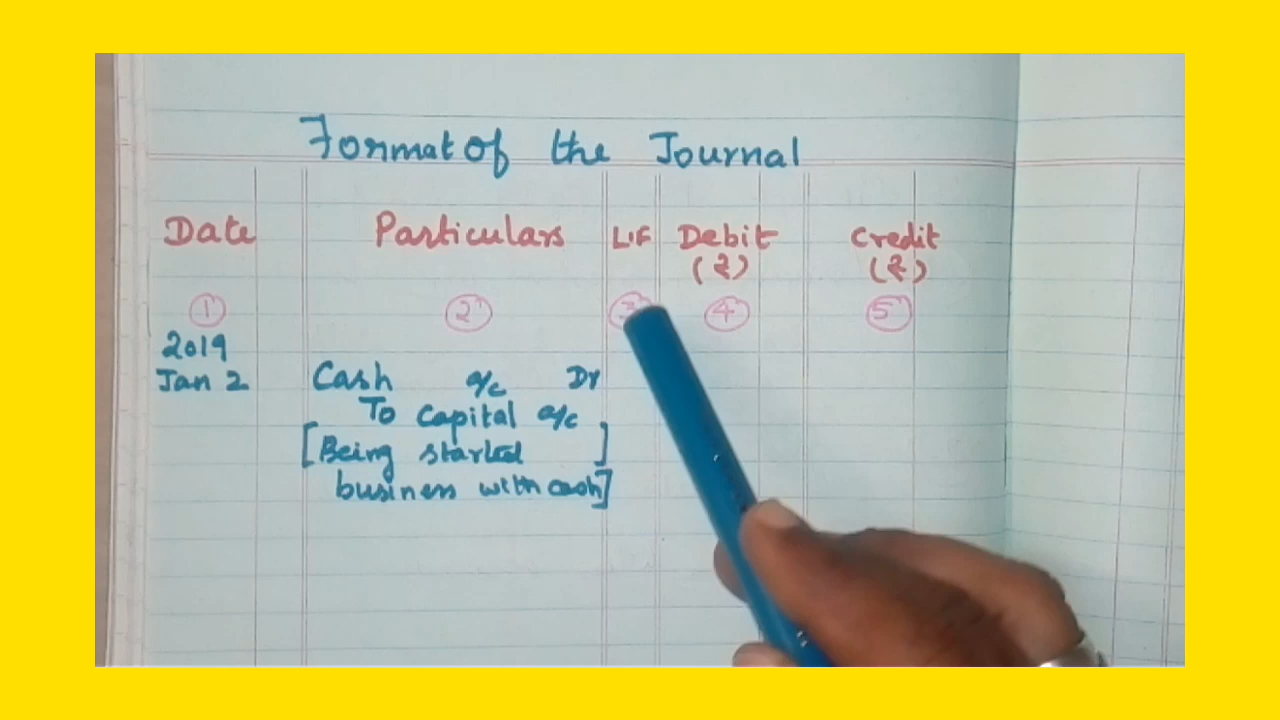 Format of the Journal
Date Particulars L.F Debit Credit
(₹) (₹)
1 2 3 4 5
2019
Jan 2 Cash a/c Dr
To Capital a/c
[Being started]
business with cash]